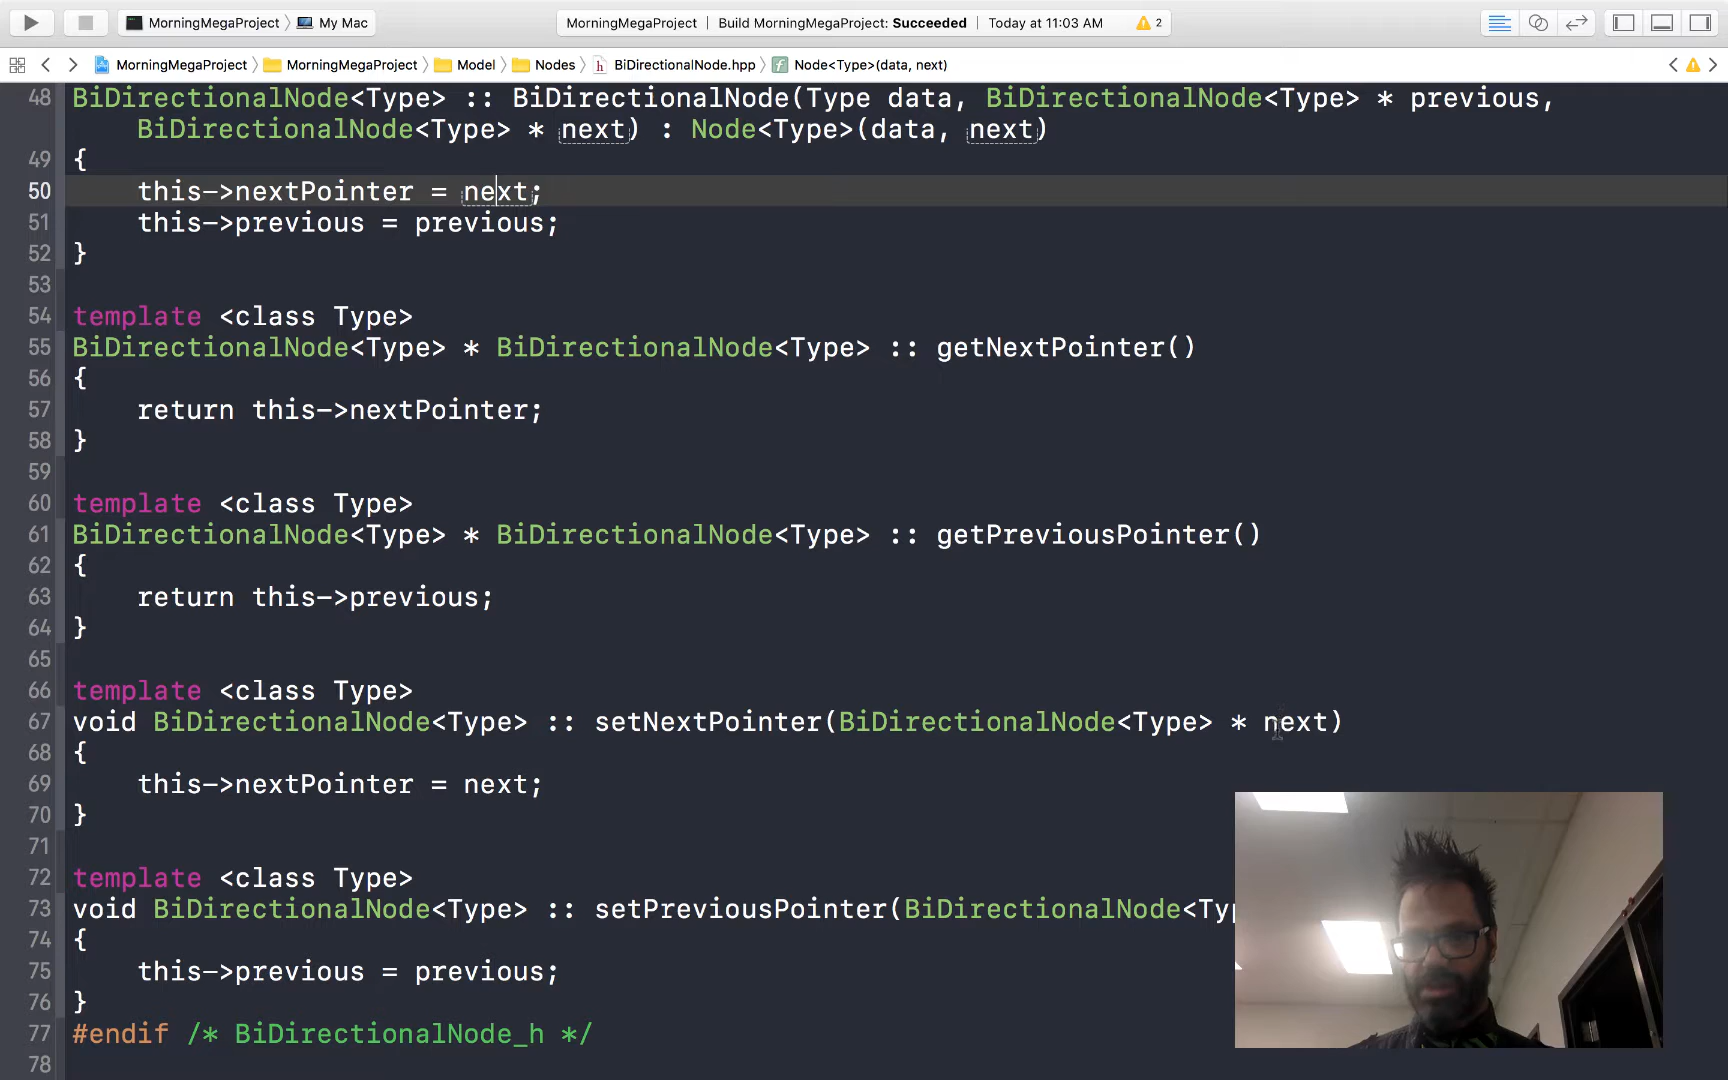 MorningMegaProject 〉 My Mac
MorningMegaProject | Build MorningMegaProject: Succeeded | Today at 11:03 AM 2
MorningMegaProject 〉 MorningMegaProject 〉 Model 〉 Nodes 〉 h BiDirectionalNode.hpp 〉 f Node<Type>(data, next)
48 BiDirectionalNode<Type> :: BiDirectionalNode(Type data, BiDirectionalNode<Type> * previous,
BiDirectionalNode<Type> * next) : Node<Type>(data, next)
49 {
50 this->nextPointer = next;
51 this->previous = previous;
52 }
53
54 template <class Type>
55 BiDirectionalNode<Type> * BiDirectionalNode<Type> :: getNextPointer()
56 {
57 return this->nextPointer;
58 }
59
60 template <class Type>
61 BiDirectionalNode<Type> * BiDirectionalNode<Type> :: getPreviousPointer()
62 {
63 return this->previous;
64 }
65
66 template <class Type>
67 void BiDirectionalNode<Type> :: setNextPointer(BiDirectionalNode<Type> * next)
68 {
69 this->nextPointer = next;
70 }
71
72 template <class Type>
73 void BiDirectionalNode<Type> :: setPreviousPointer(BiDirectionalNode<Typ
74 {
75 this->previous = previous;
76 }
77 #endif /* BiDirectionalNode_h */
78